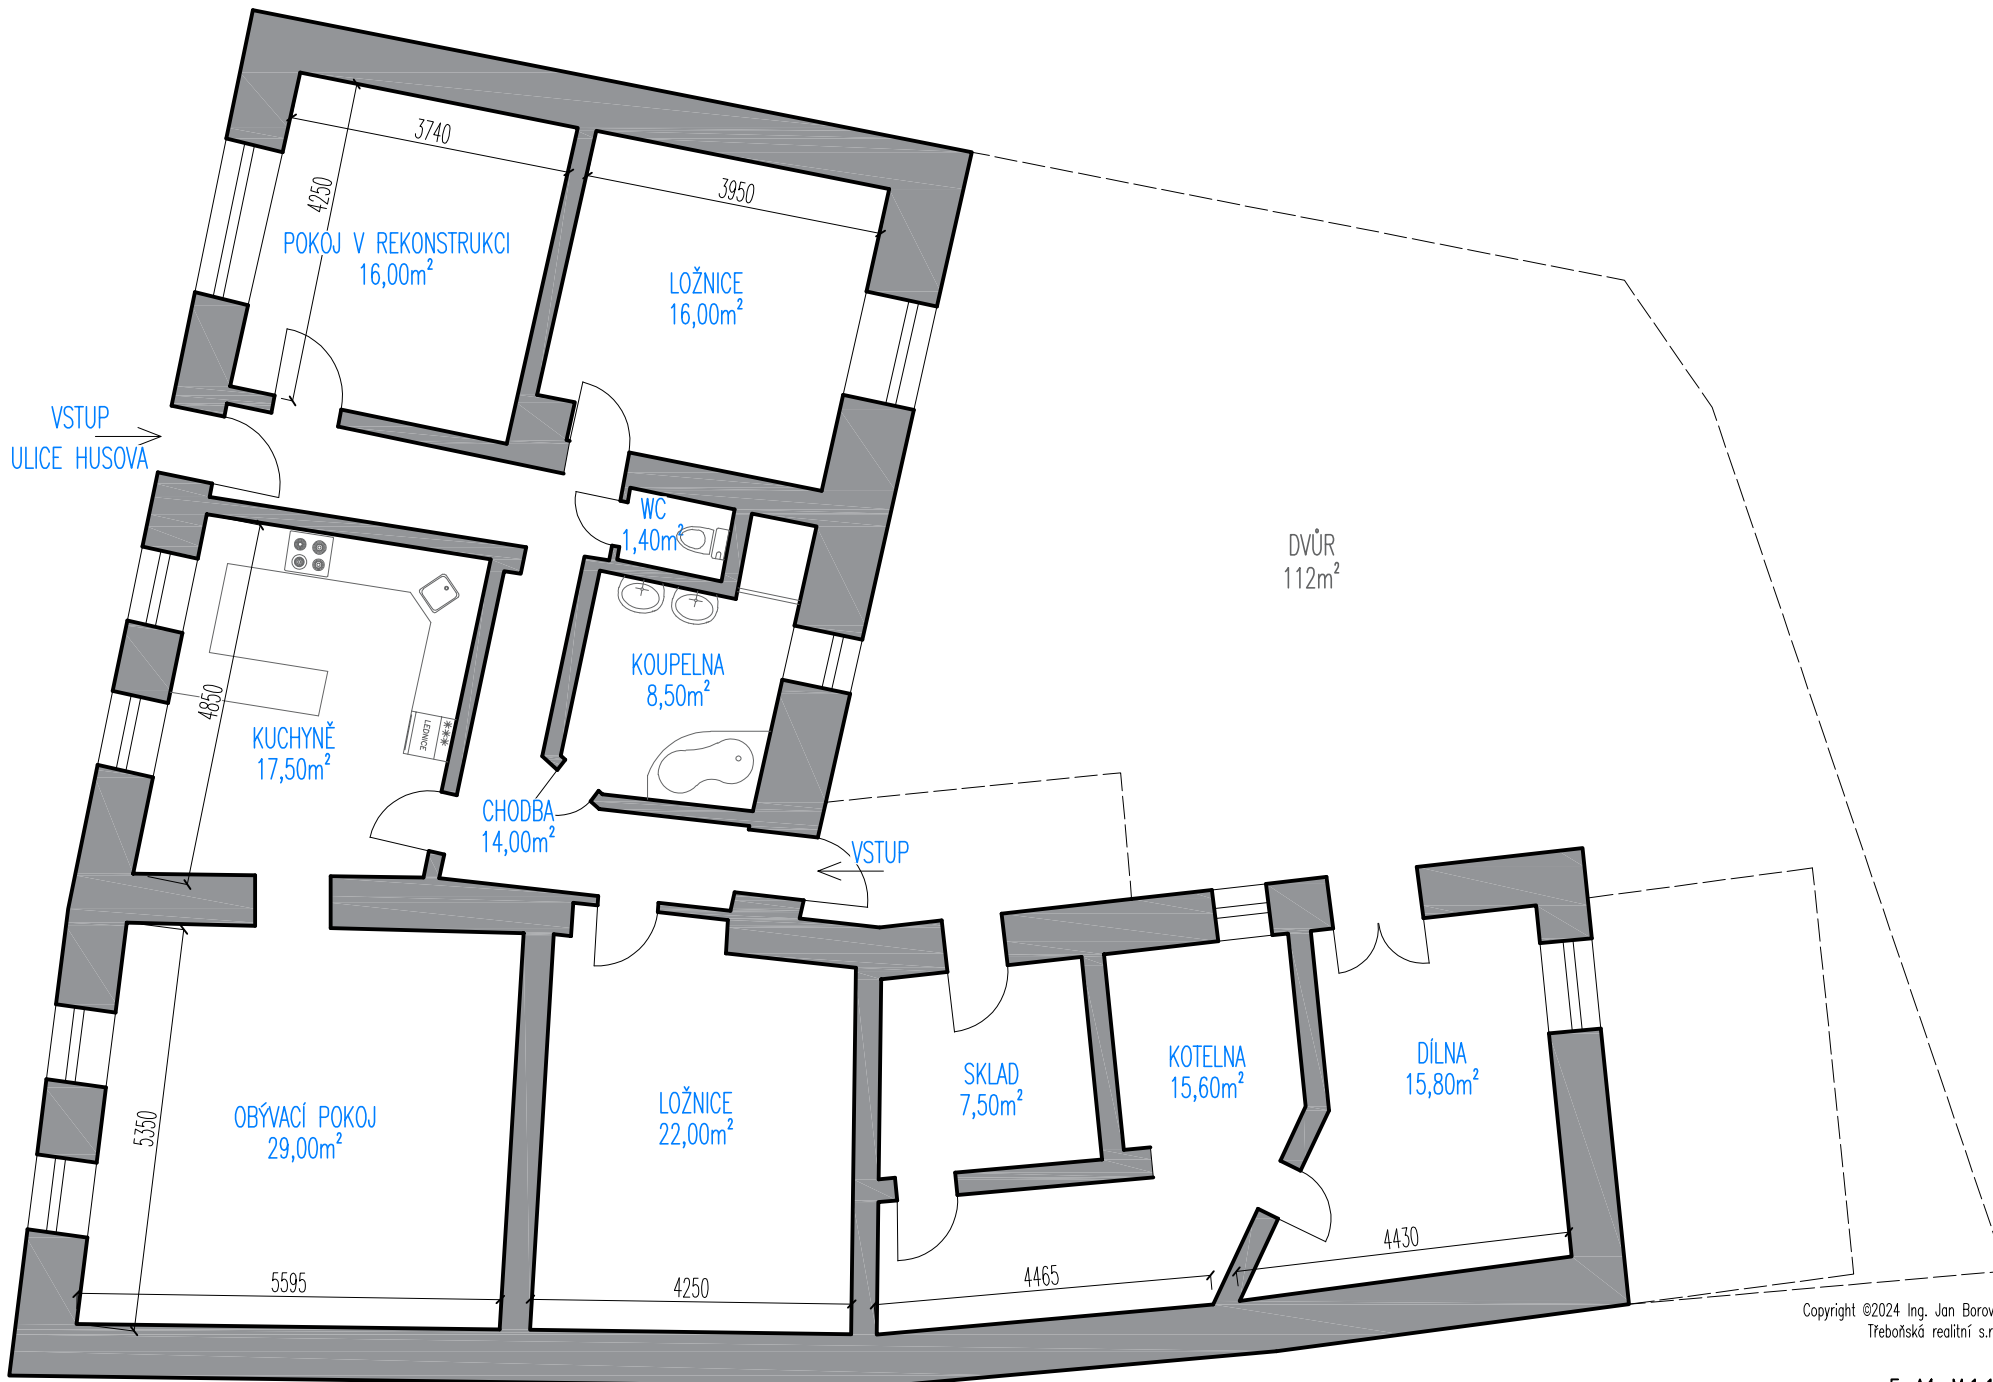 3740
4250
3950
POKOJ V REKONSTRUKCI
16,00m²
LOŽNICE
16,00m²
VSTUP
ULICE HUSOVA
WC
1,40m²
DVŮR
112m²
KOUPELNA
8,50m²
4850
LEDNICE
KUCHYNĚ
17,50m²
CHODBA
14,00m²
VSTUP
SKLAD
7,50m²
KOTELNA
15,60m²
DÍLNA
15,80m²
5350
OBÝVACÍ POKOJ
29,00m²
LOŽNICE
22,00m²
4430
4465
5595
4250
Copyright ©2024 Ing. Jan Borov
Třeboňská realitní s.r